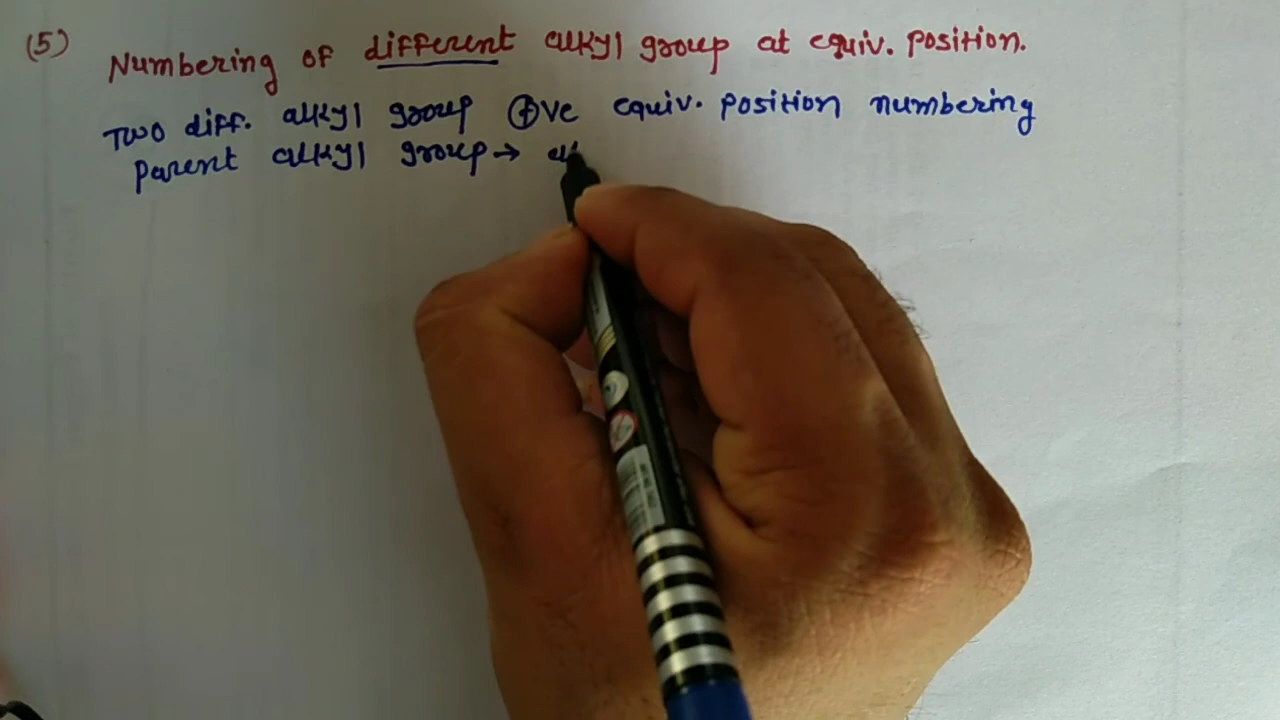 (5) Numbering of different alkyl group at equiv. position.
Two diff. alkyl group ⊕ve equiv. position numbering
parent alkyl group →